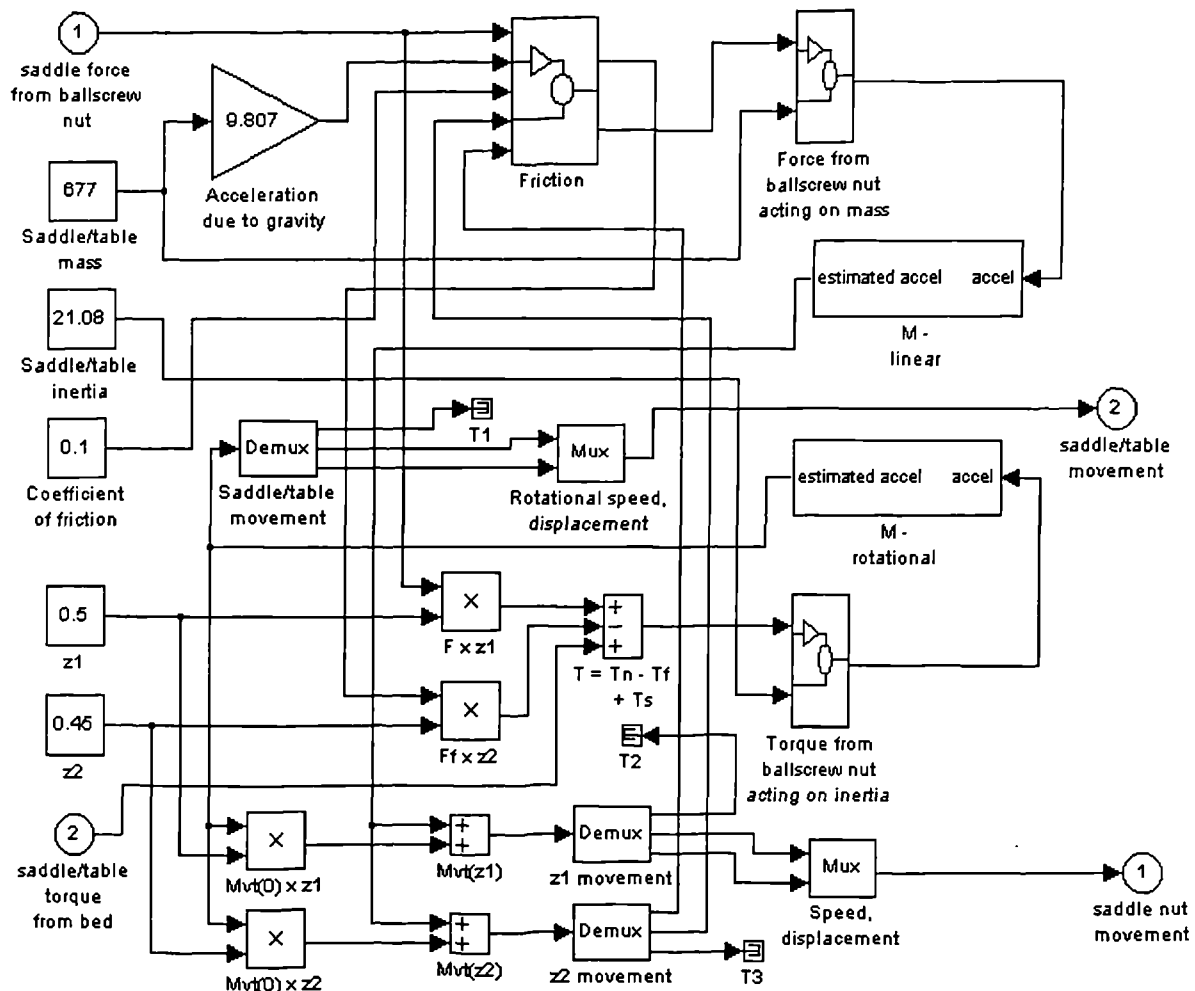 1
saddle force
from ballscrew
nut
9.807
Acceleration
due to gravity
677
Saddle/table
mass
Friction
Force from
ballscrew nut
acting on mass
estimated accel accel
M -
linear
21.08
Saddle/table
inertia
0.1
Coefficient
of friction
Demux
Saddle/table
movement
T1
Mux
Rotational speed,
displacement
2
saddle/table
movement
estimated accel accel
M -
rotational
0.5
z1
×
F x z1
+
−
+
T = Tn - Tf
+ Ts
0.45
z2
×
Ff x z2
T2
Torque from
ballscrew nut
acting on inertia
2
saddle/table
torque
from bed
×
Mvt(0) x z1
+
+
Mvt(z1)
Demux
z1 movement
Mux
Speed,
displacement
1
saddle nut
movement
×
Mvt(0) x z2
+
+
Mvt(z2)
Demux
z2 movement
T3